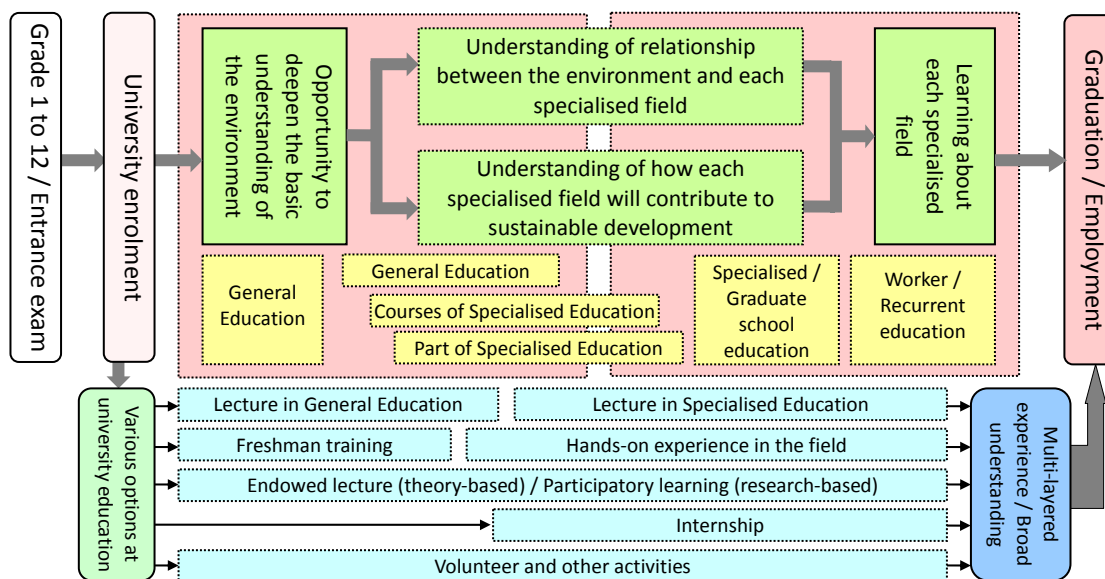 Grade 1 to 12 / Entrance exam
University enrolment
Opportunity to
deepen the basic
understanding of
the environment
Understanding of relationship
between the environment and each
specialised field
Understanding of how each
specialised field will contribute to
sustainable development
Learning about
each specialised
field
Graduation / Employment
General
Education
General Education
Courses of Specialised Education
Part of Specialised Education
Specialised /
Graduate
school
education
Worker /
Recurrent
education
Various options at
university education
Lecture in General Education
Lecture in Specialised Education
Freshman training
Hands-on experience in the field
Endowed lecture (theory-based) / Participatory learning (research-based)
Internship
Volunteer and other activities
Multi-layered
experience / Broad
understanding